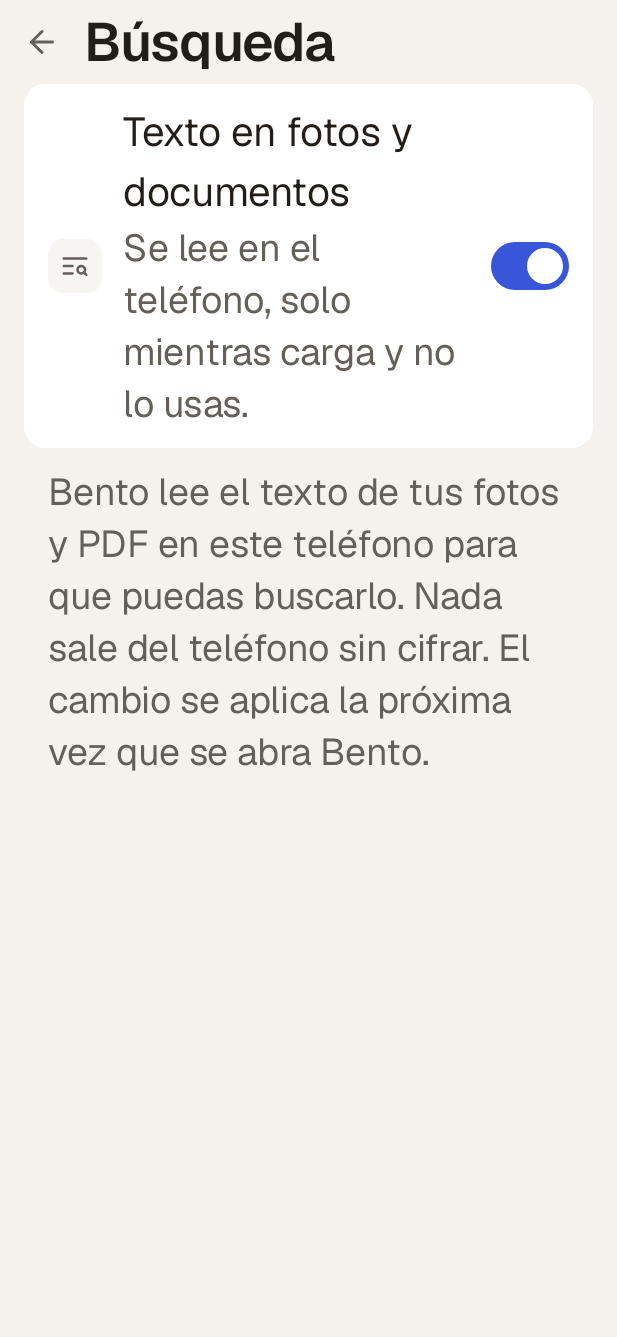 Búsqueda
Texto en fotos y
documentos
Se lee en el
teléfono, solo
mientras carga y no
lo usas.
Bento lee el texto de tus fotos
y PDF en este teléfono para
que puedas buscarlo. Nada
sale del teléfono sin cifrar. El
cambio se aplica la próxima
vez que se abra Bento.